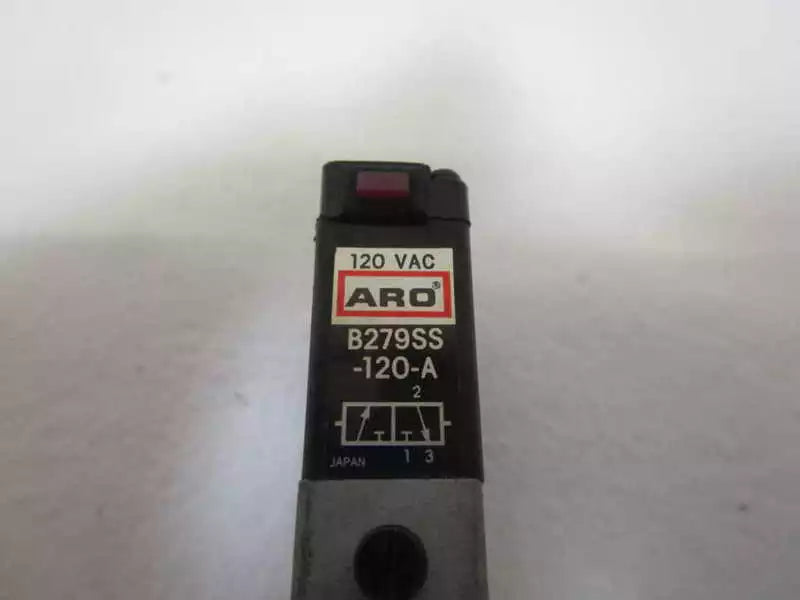 120 VAC
ARO®
B279SS
-120-A
2
JAPAN 1 3